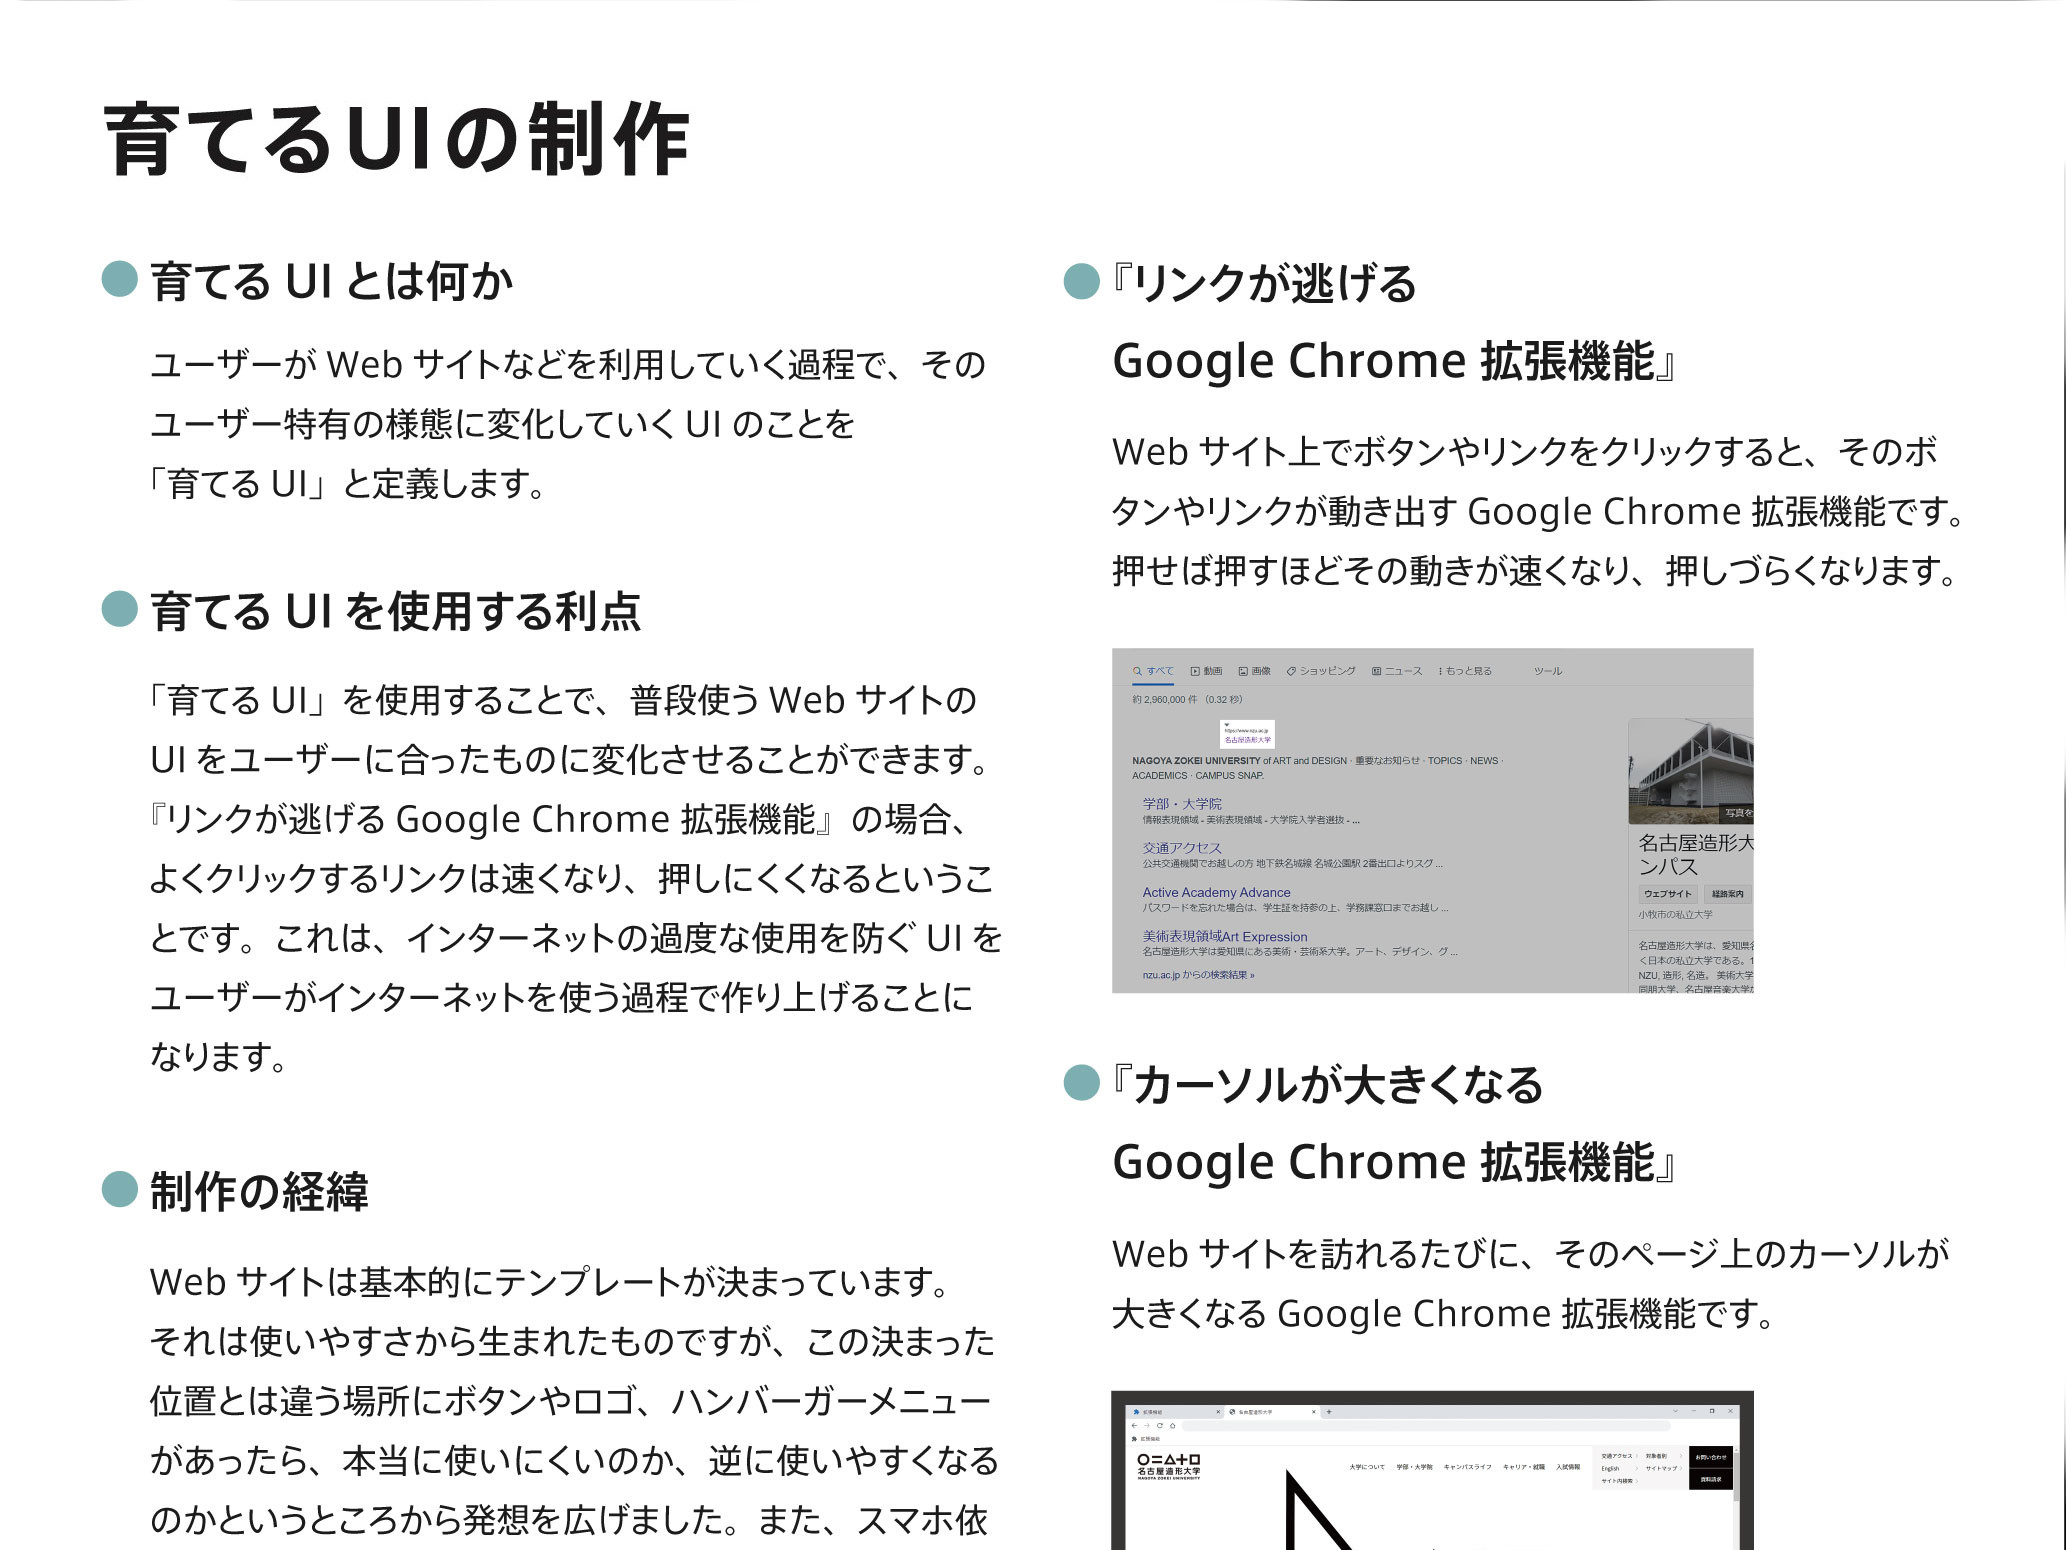 育てるUIの制作
育てる UI とは何か
ユーザーが Web サイトなどを利用していく過程で、その
ユーザー特有の様態に変化していく UI のことを
「育てる UI」と定義します。
育てる UI を使用する利点
「育てる UI」を使用することで、普段使う Web サイトの
UI をユーザーに合ったものに変化させることができます。
『リンクが逃げる Google Chrome 拡張機能』の場合、
よくクリックするリンクは速くなり、押しにくくなるというこ
とです。これは、インターネットの過度な使用を防ぐ UI を
ユーザーがインターネットを使う過程で作り上げることに
なります。
制作の経緯
Web サイトは基本的にテンプレートが決まっています。
それは使いやすさから生まれたものですが、この決まった
位置とは違う場所にボタンやロゴ、ハンバーガーメニュー
があったら、本当に使いにくいのか、逆に使いやすくなる
のかというところから発想を広げました。また、スマホ依
『リンクが逃げる
Google Chrome 拡張機能』
Web サイト上でボタンやリンクをクリックすると、そのボ
タンやリンクが動き出す Google Chrome 拡張機能です。
押せば押すほどその動きが速くなり、押しづらくなります。
すべて 動画 画像 ショッピング ニュース もっと見る ツール
約 2,960,000 件 (0.32 秒)
https://www.nzu.ac.jp
名古屋造形大学
NAGOYA ZOKEI UNIVERSITY of ART and DESIGN · 重要なお知らせ · TOPICS · NEWS ·
ACADEMICS · CAMPUS SNAP.
学部・大学院
情報表現領域 - 美術表現領域 - 大学院入学者選抜 - ...
交通アクセス
公共交通機関でお越しの方 地下鉄名城線 名城公園駅 2番出口よりスグ ...
Active Academy Advance
パスワードを忘れた場合は、学生証を持参の上、学務課窓口までお越し ...
美術表現領域Art Expression
名古屋造形大学は愛知県にある美術・芸術系大学。アート、デザイン、グ ...
nzu.ac.jp からの検索結果 »
写真を
名古屋造形大
ンパス
ウェブサイト 経路案内
小牧市の私立大学
名古屋造形大学は、愛知県名
く日本の私立大学である。1
NZU, 造形, 名造。 美術大学
同朋大学、名古屋音楽大学が
『カーソルが大きくなる
Google Chrome 拡張機能』
Web サイトを訪れるたびに、そのページ上のカーソルが
大きくなる Google Chrome 拡張機能です。
拡張機能 名古屋造形大学
拡張機能
名古屋造形大学
NAGOYA ZOKEI UNIVERSITY
大学について 学部・大学院 キャンパスライフ キャリア・就職 入試情報
交通アクセス 対象者別
English サイトマップ
サイト内検索
お問い合わせ
資料請求